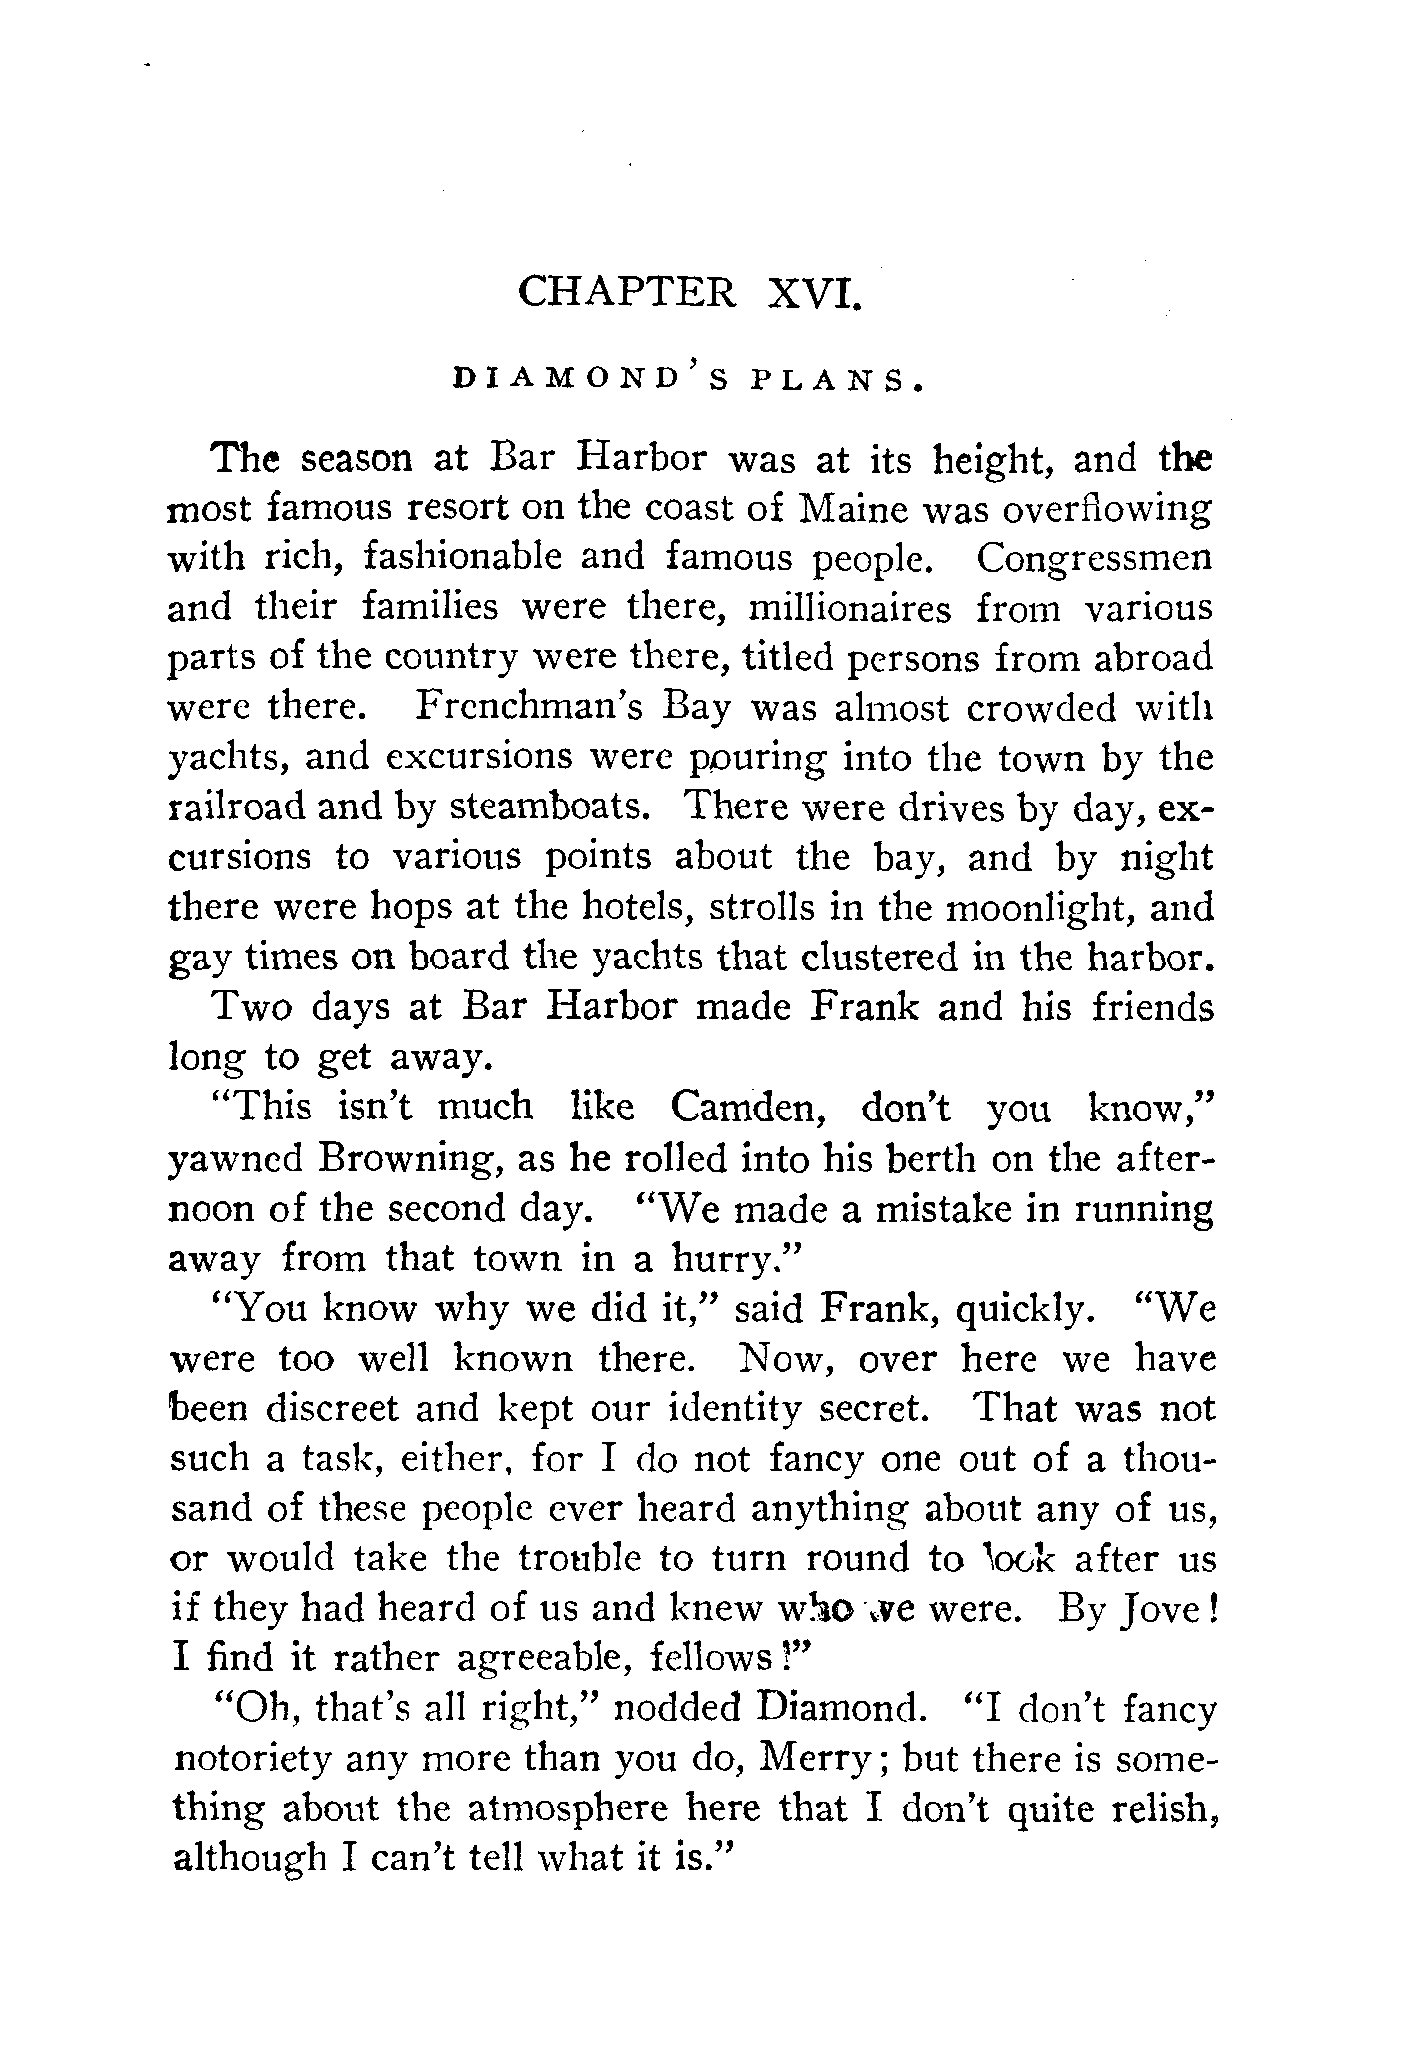 CHAPTER XVI.
DIAMOND'S PLANS.
The season at Bar Harbor was at its height, and the
most famous resort on the coast of Maine was overflowing
with rich, fashionable and famous people. Congressmen
and their families were there, millionaires from various
parts of the country were there, titled persons from abroad
were there. Frenchman's Bay was almost crowded with
yachts, and excursions were pouring into the town by the
railroad and by steamboats. There were drives by day, ex-
cursions to various points about the bay, and by night
there were hops at the hotels, strolls in the moonlight, and
gay times on board the yachts that clustered in the harbor.
Two days at Bar Harbor made Frank and his friends
long to get away.
"This isn't much like Camden, don't you know,"
yawned Browning, as he rolled into his berth on the after-
noon of the second day. "We made a mistake in running
away from that town in a hurry."
"You know why we did it," said Frank, quickly. "We
were too well known there. Now, over here we have
been discreet and kept our identity secret. That was not
such a task, either, for I do not fancy one out of a thou-
sand of these people ever heard anything about any of us,
or would take the trouble to turn round to look after us
if they had heard of us and knew who we were. By Jove!
I find it rather agreeable, fellows!"
"Oh, that's all right," nodded Diamond. "I don't fancy
notoriety any more than you do, Merry; but there is some-
thing about the atmosphere here that I don't quite relish,
although I can't tell what it is."